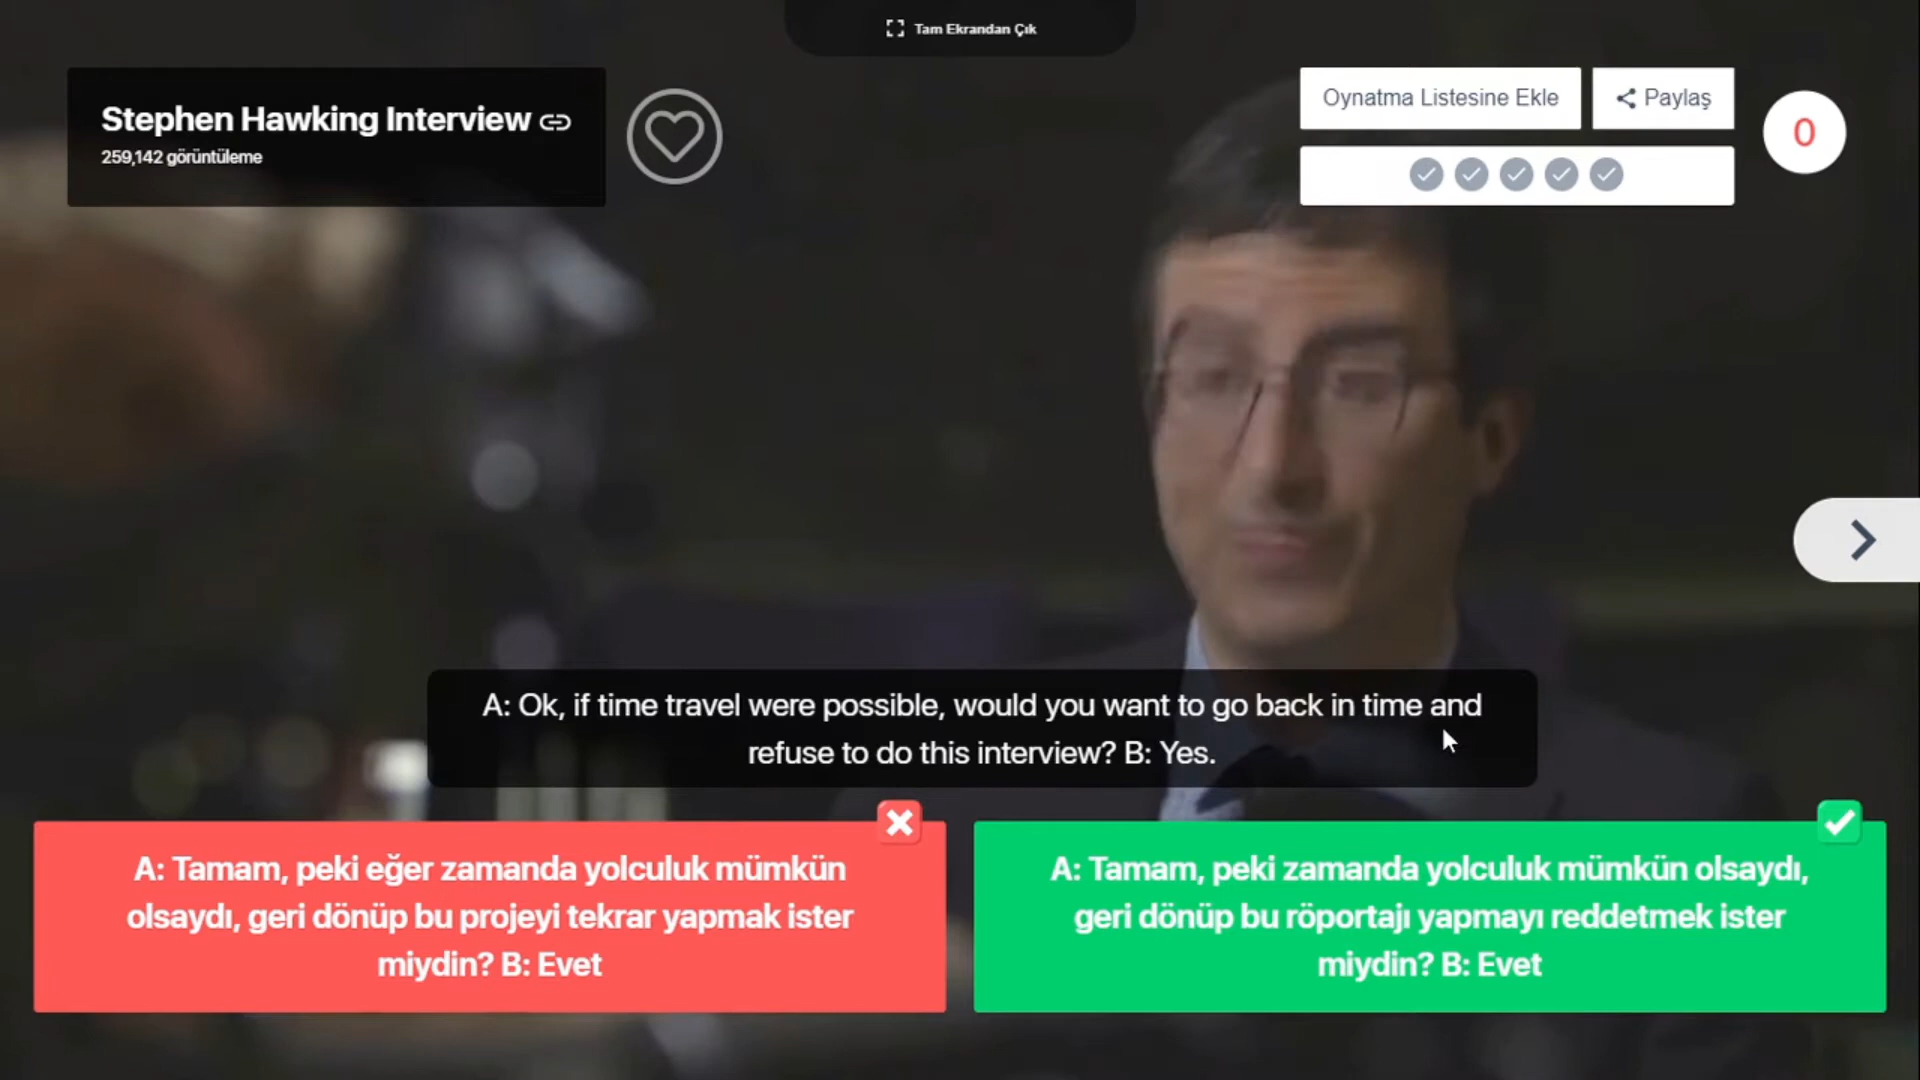 Tam Ekrandan Çık
Stephen Hawking Interview
259,142 görüntüleme
Oynatma Listesine Ekle
Paylaş
0
A: Ok, if time travel were possible, would you want to go back in time and
refuse to do this interview? B: Yes.
A: Tamam, peki eğer zamanda yolculuk mümkün
olsaydı, geri dönüp bu projeyi tekrar yapmak ister
miydin? B: Evet
A: Tamam, peki zamanda yolculuk mümkün olsaydı,
geri dönüp bu röportajı yapmayı reddetmek ister
miydin? B: Evet